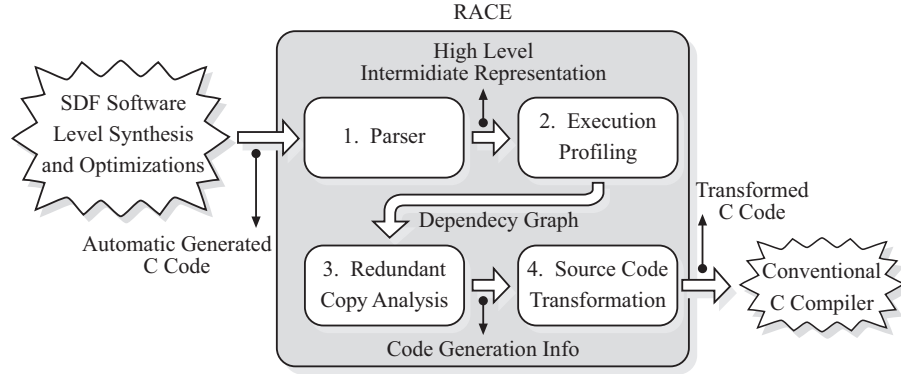 RACE
High Level
Intermidiate Representation
SDF Software
Level Synthesis
and Optimizations
1. Parser
2. Execution
Profiling
Automatic Generated
C Code
Dependecy Graph
Transformed
C Code
3. Redundant
Copy Analysis
4. Source Code
Transformation
Conventional
C Compiler
Code Generation Info